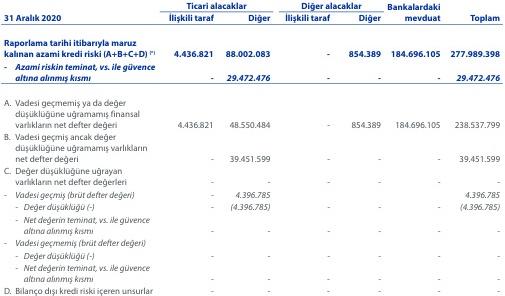 Ticari alacaklar Diğer alacaklar Bankalardaki
31 Aralık 2020 İlişkili taraf Diğer İlişkili taraf Diğer mevduat Toplam
Raporlama tarihi itibarıyla maruz
kalınan azami kredi riski (A+B+C+D) (*) 4.436.821 88.002.083 - 854.389 184.696.105 277.989.398
- Azami riskin teminat, vs. ile güvence
altına alınmış kısmı - 29.472.476 - - - 29.472.476
A. Vadesi geçmemiş ya da değer
düşüklüğüne uğramamış finansal
varlıkların net defter değeri 4.436.821 48.550.484 - 854.389 184.696.105 238.537.799
B. Vadesi geçmiş ancak değer
düşüklüğüne uğramamış varlıkların
net defter değeri - 39.451.599 - - - 39.451.599
C. Değer düşüklüğüne uğrayan
varlıkların net defter değerleri - - - - - -
- Vadesi geçmiş (brüt defter değeri) - 4.396.785 - - - 4.396.785
- Değer düşüklüğü (-) - (4.396.785) - - - (4.396.785)
- Net değerin teminat, vs. ile güvence
altına alınmış kısmı - - - - - -
- Vadesi geçmemiş (brüt defter değeri) - - - - - -
- Değer düşüklüğü (-) - - - - - -
- Net değerin teminat, vs. ile güvence
altına alınmış kısmı - - - - - -
D. Bilanço dışı kredi riski içeren unsurlar - - - - - -